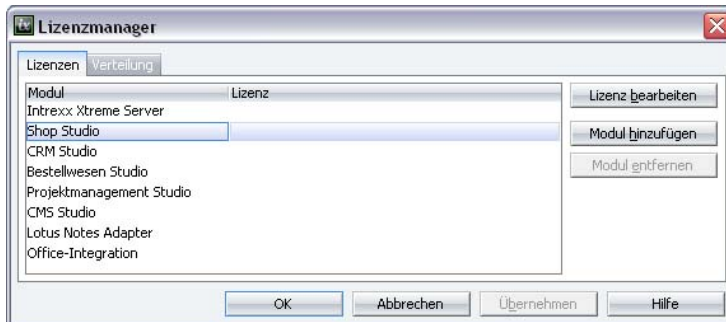 Lizenzmanager
Lizenzen Verteilung
Modul Lizenz
Intrexx Xtreme Server
Shop Studio
CRM Studio
Bestellwesen Studio
Projektmanagement Studio
CMS Studio
Lotus Notes Adapter
Office-Integration
Lizenz bearbeiten
Modul hinzufügen
Modul entfernen
OK Abbrechen Übernehmen Hilfe